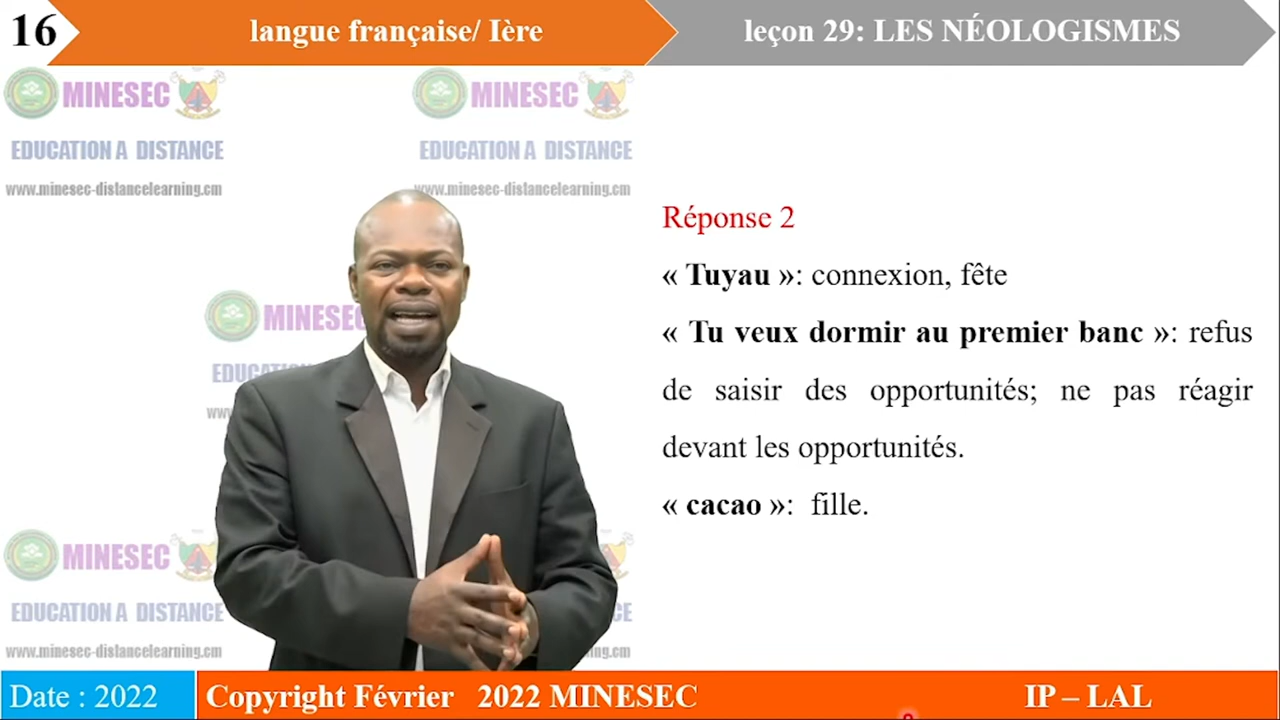 16
langue française/ Ière
leçon 29: LES NÉOLOGISMES
MINESEC
MINESEC
EDUCATION A DISTANCE
EDUCATION A DISTANCE
www.minesec-distancelearning.cm
www.minesec-distancelearning.cm
Réponse 2
« Tuyau »: connexion, fête
« Tu veux dormir au premier banc »: refus
de saisir des opportunités; ne pas réagir
devant les opportunités.
« cacao »: fille.
MINESEC
MINESEC
EDUCATION A DISTANCE
www.minesec-distancelearning.cm
Date : 2022
Copyright Février 2022 MINESEC
IP – LAL